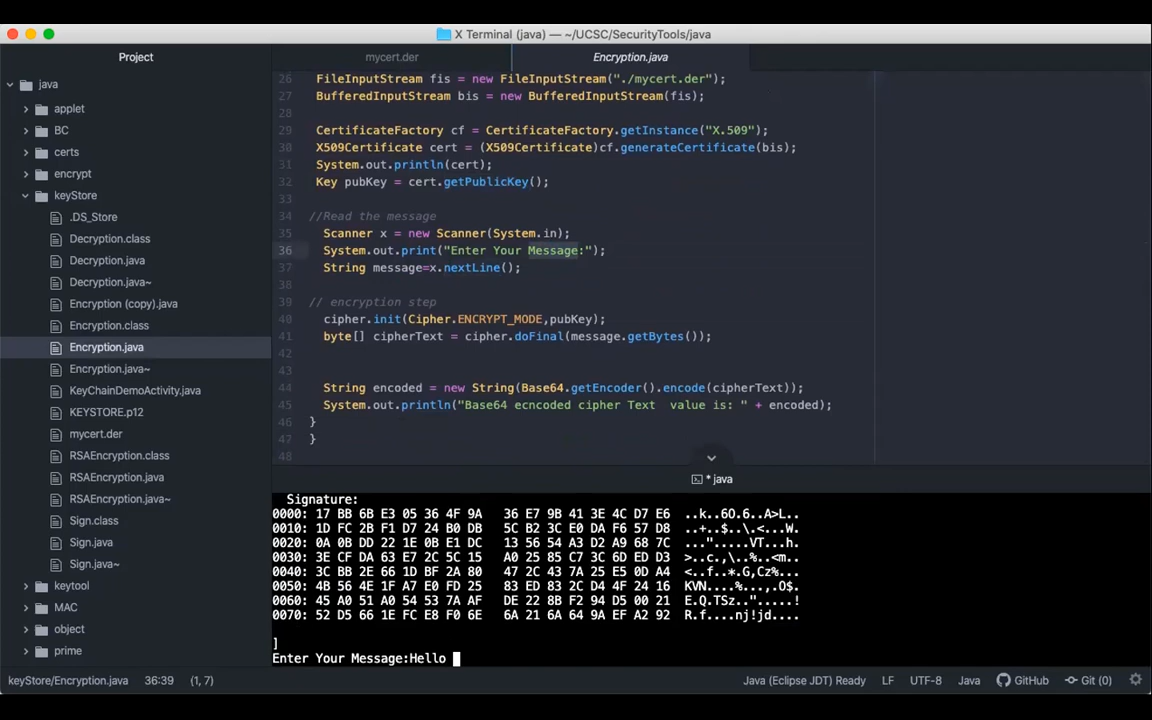 X Terminal (java) — ~/UCSC/SecurityTools/java
Project
mycert.der
Encryption.java
java
applet
BC
certs
encrypt
keyStore
.DS_Store
Decryption.class
Decryption.java
Decryption.java~
Encryption (copy).java
Encryption.class
Encryption.java
Encryption.java~
KeyChainDemoActivity.java
KEYSTORE.p12
mycert.der
RSAEncryption.class
RSAEncryption.java
RSAEncryption.java~
Sign.class
Sign.java
Sign.java~
keytool
MAC
object
prime
26 FileInputStream fis = new FileInputStream("./mycert.der");
27 BufferedInputStream bis = new BufferedInputStream(fis);
28
29 CertificateFactory cf = CertificateFactory.getInstance("X.509");
30 X509Certificate cert = (X509Certificate)cf.generateCertificate(bis);
31 System.out.println(cert);
32 Key pubKey = cert.getPublicKey();
33
34 //Read the message
35 Scanner x = new Scanner(System.in);
36 System.out.print("Enter Your Message:");
37 String message=x.nextLine();
38
39 // encryption step
40 cipher.init(Cipher.ENCRYPT_MODE,pubKey);
41 byte[] cipherText = cipher.doFinal(message.getBytes());
42
43
44 String encoded = new String(Base64.getEncoder().encode(cipherText));
45 System.out.println("Base64 ecncoded cipher Text  value is: " + encoded);
46 }
47 }
48
* java
Signature:
0000: 17 BB 6B E3 05 36 4F 9A   36 E7 9B 41 3E 4C D7 E6  ..k..6O.6..A>L..
0010: 1D FC 2B F1 D7 24 B0 DB   5C B2 3C E0 DA F6 57 D8  ..+..$..\.<...W.
0020: 0A 0B DD 22 1E 0B E1 DC   13 56 54 A3 D2 A9 68 7C  ...".....VT...h.
0030: 3E CF DA 63 E7 2C 5C 15   A0 25 85 C7 3C 6D ED D3  >..c.,\..%..<m..
0040: 3C BB 2E 66 1D BF 2A 80   47 2C 43 7A 25 E5 0D A4  <..f..*.G,Cz%...
0050: 4B 56 4E 1F A7 E0 FD 25   83 ED 83 2C D4 4F 24 16  KVN....%...,.O$.
0060: 45 A0 51 A0 54 53 7A AF   DE 22 8B F2 94 D5 00 21  E.Q.TSz..".....!
0070: 52 D5 66 1E FC E8 F0 6E   6A 21 6A 64 9A EF A2 92  R.f....nj!jd....
]
Enter Your Message:Hello
keyStore/Encryption.java 36:39 (1, 7) Java (Eclipse JDT) Ready LF UTF-8 Java GitHub Git (0)